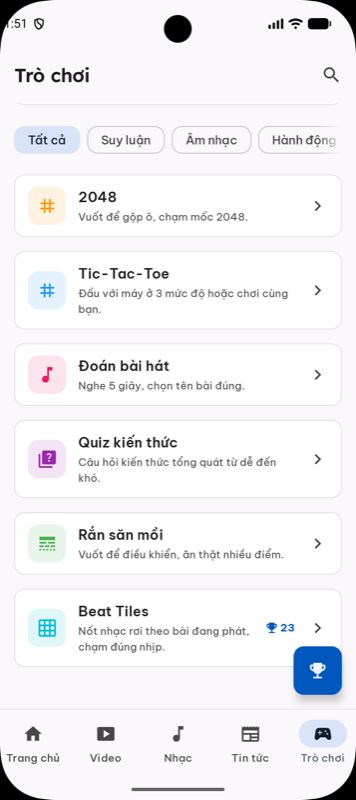 1:51
Trò chơi
Tất cả
Suy luận
Âm nhạc
Hành động
2048
Vuốt để gộp ô, chạm mốc 2048.
Tic-Tac-Toe
Đấu với máy ở 3 mức độ hoặc chơi cùng
bạn.
Đoán bài hát
Nghe 5 giây, chọn tên bài đúng.
Quiz kiến thức
Câu hỏi kiến thức tổng quát từ dễ đến
khó.
Rắn săn mồi
Vuốt để điều khiển, ăn thật nhiều điểm.
Beat Tiles
Nốt nhạc rơi theo bài đang phát,
chạm đúng nhịp.
23
Trang chủ
Video
Nhạc
Tin tức
Trò chơi